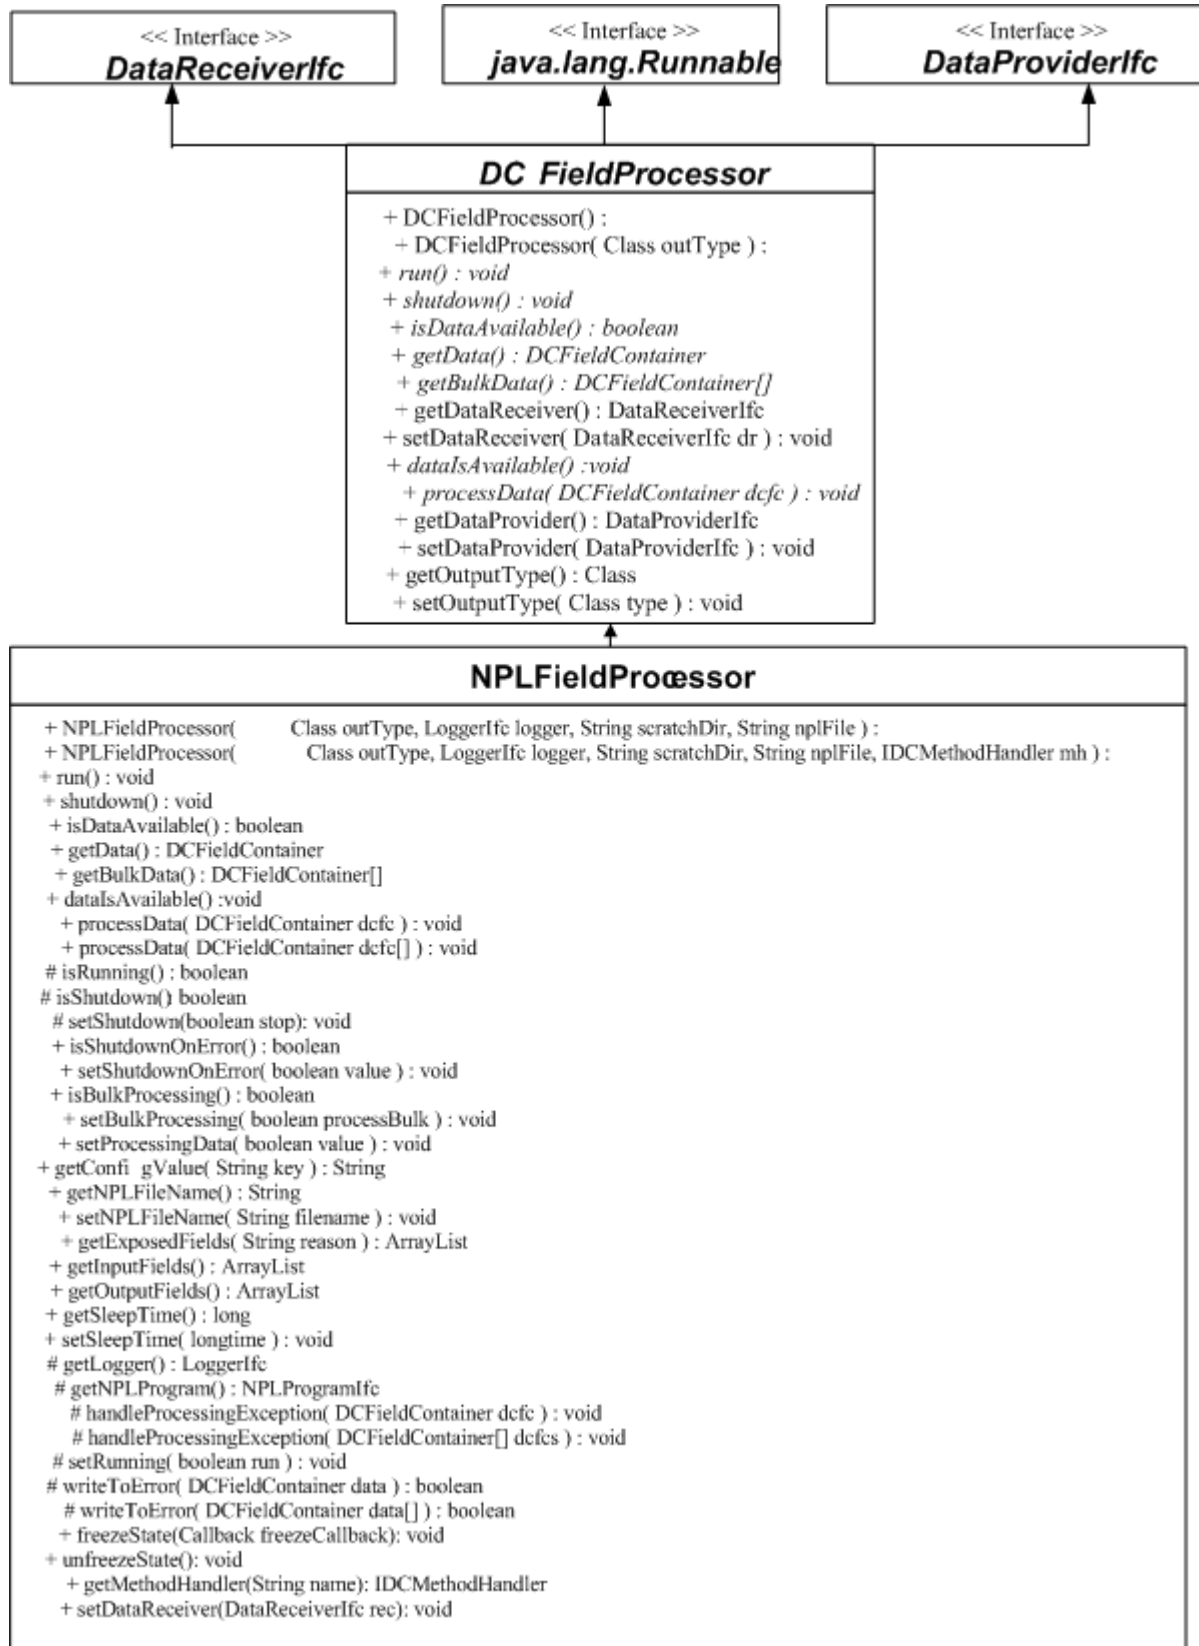 << Interface >>
DataReceiverIfc
<< Interface >>
java.lang.Runnable
<< Interface >>
DataProviderIfc
DC FieldProcessor
+ DCFieldProcessor() :
+ DCFieldProcessor( Class outType ) :
+ run() : void
+ shutdown() : void
+ isDataAvailable() : boolean
+ getData() : DCFieldContainer
+ getBulkData() : DCFieldContainer[]
+ getDataReceiver() : DataReceiverIfc
+ setDataReceiver( DataReceiverIfc dr ) : void
+ dataIsAvailable() :void
+ processData( DCFieldContainer dcfc ) : void
+ getDataProvider() : DataProviderIfc
+ setDataProvider( DataProviderIfc ) : void
+ getOutputType() : Class
+ setOutputType( Class type ) : void
NPLFieldProcessor
+ NPLFieldProcessor( Class outType, LoggerIfc logger, String scratchDir, String nplFile ) :
+ NPLFieldProcessor( Class outType, LoggerIfc logger, String scratchDir, String nplFile, IDCMethodHandler mh ) :
+ run() : void
+ shutdown() : void
+ isDataAvailable() : boolean
+ getData() : DCFieldContainer
+ getBulkData() : DCFieldContainer[]
+ dataIsAvailable() :void
+ processData( DCFieldContainer dcfc ) : void
+ processData( DCFieldContainer dcfc[] ) : void
# isRunning() : boolean
# isShutdown() boolean
# setShutdown(boolean stop): void
+ isShutdownOnError() : boolean
+ setShutdownOnError( boolean value ) : void
+ isBulkProcessing() : boolean
+ setBulkProcessing( boolean processBulk ) : void
+ setProcessingData( boolean value ) : void
+ getConfi gValue( String key ) : String
+ getNPLFileName() : String
+ setNPLFileName( String filename ) : void
+ getExposedFields( String reason ) : ArrayList
+ getInputFields() : ArrayList
+ getOutputFields() : ArrayList
+ getSleepTime() : long
+ setSleepTime( longtime ) : void
# getLogger() : LoggerIfc
# getNPLProgram() : NPLProgramIfc
# handleProcessingException( DCFieldContainer dcfc ) : void
# handleProcessingException( DCFieldContainer[] dcfcs ) : void
# setRunning( boolean run ) : void
# writeToError( DCFieldContainer data ) : boolean
# writeToError( DCFieldContainer data[] ) : boolean
+ freezeState(Callback freezeCallback): void
+ unfreezeState(): void
+ getMethodHandler(String name): IDCMethodHandler
+ setDataReceiver(DataReceiverIfc rec): void